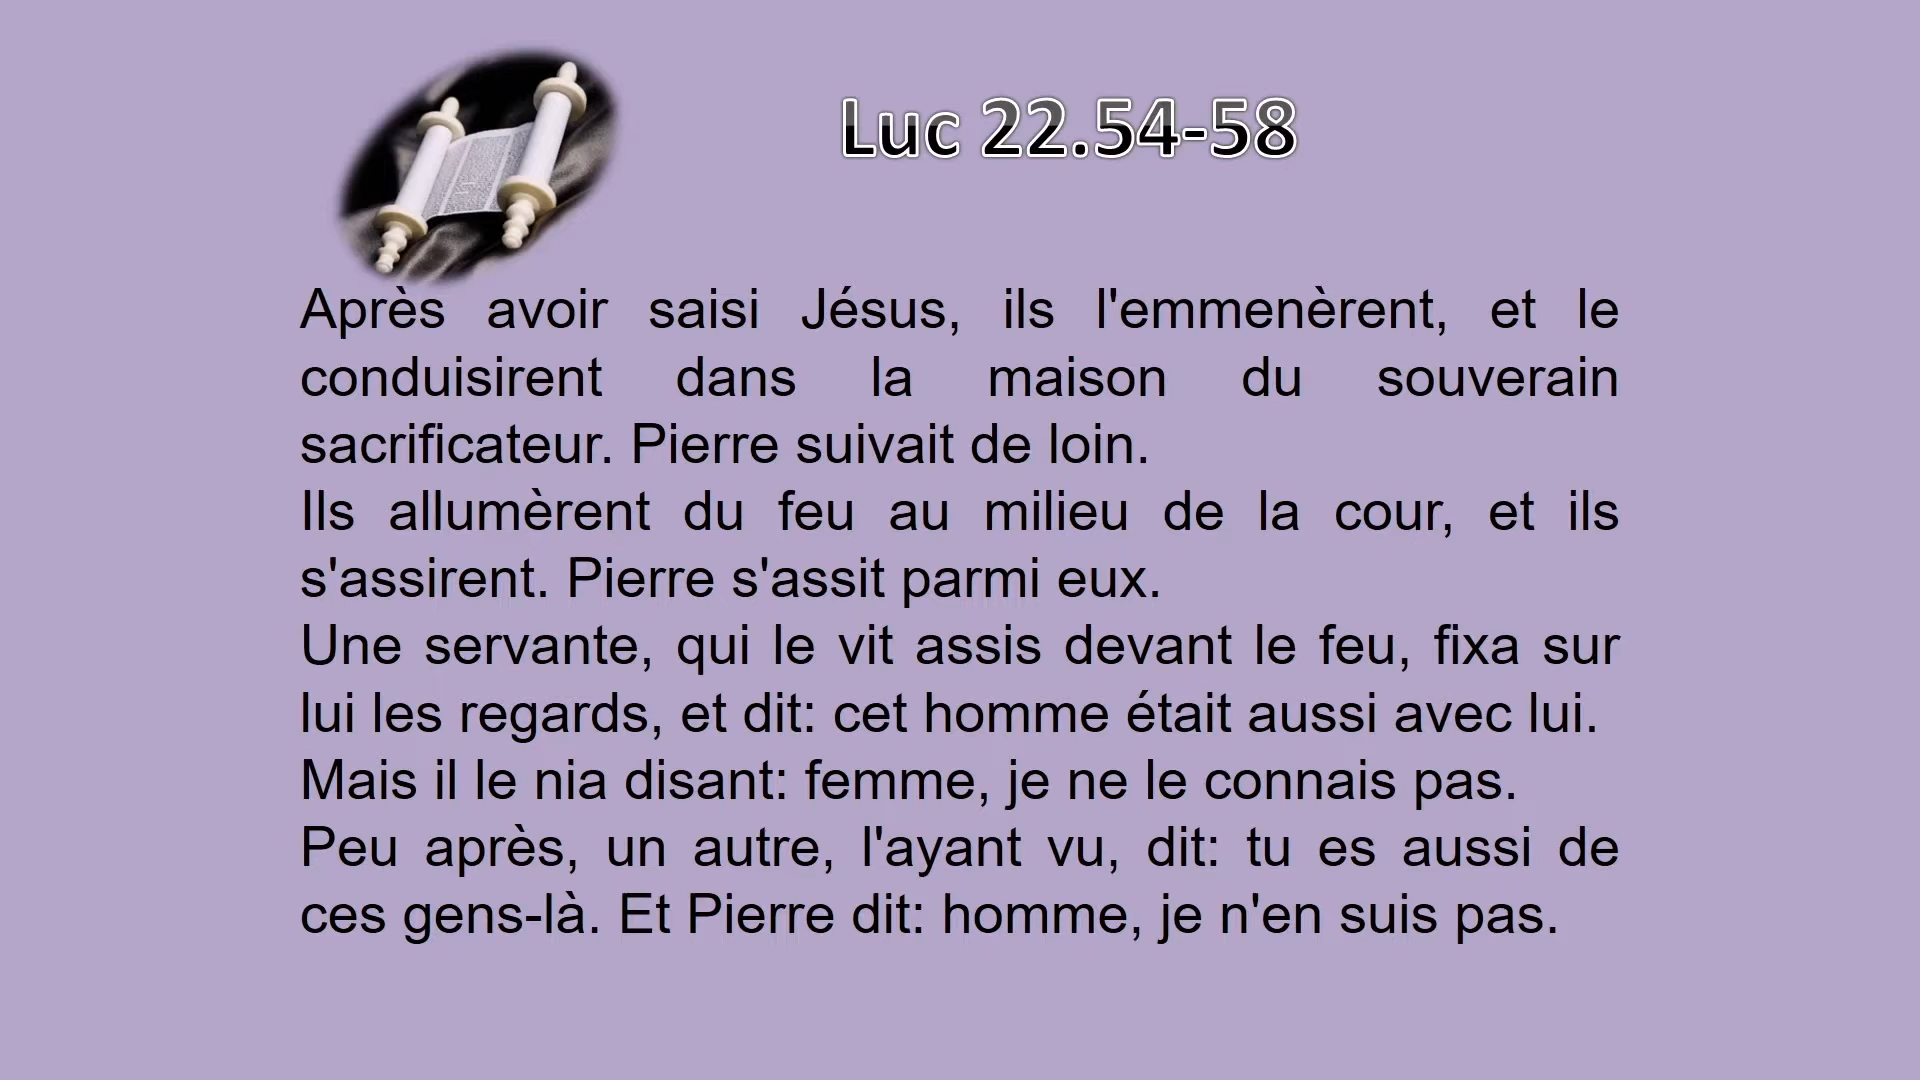 Luc 22.54-58
Après avoir saisi Jésus, ils l'emmenèrent, et le
conduisirent dans la maison du souverain
sacrificateur. Pierre suivait de loin.
Ils allumèrent du feu au milieu de la cour, et ils
s'assirent. Pierre s'assit parmi eux.
Une servante, qui le vit assis devant le feu, fixa sur
lui les regards, et dit: cet homme était aussi avec lui.
Mais il le nia disant: femme, je ne le connais pas.
Peu après, un autre, l'ayant vu, dit: tu es aussi de
ces gens-là. Et Pierre dit: homme, je n'en suis pas.